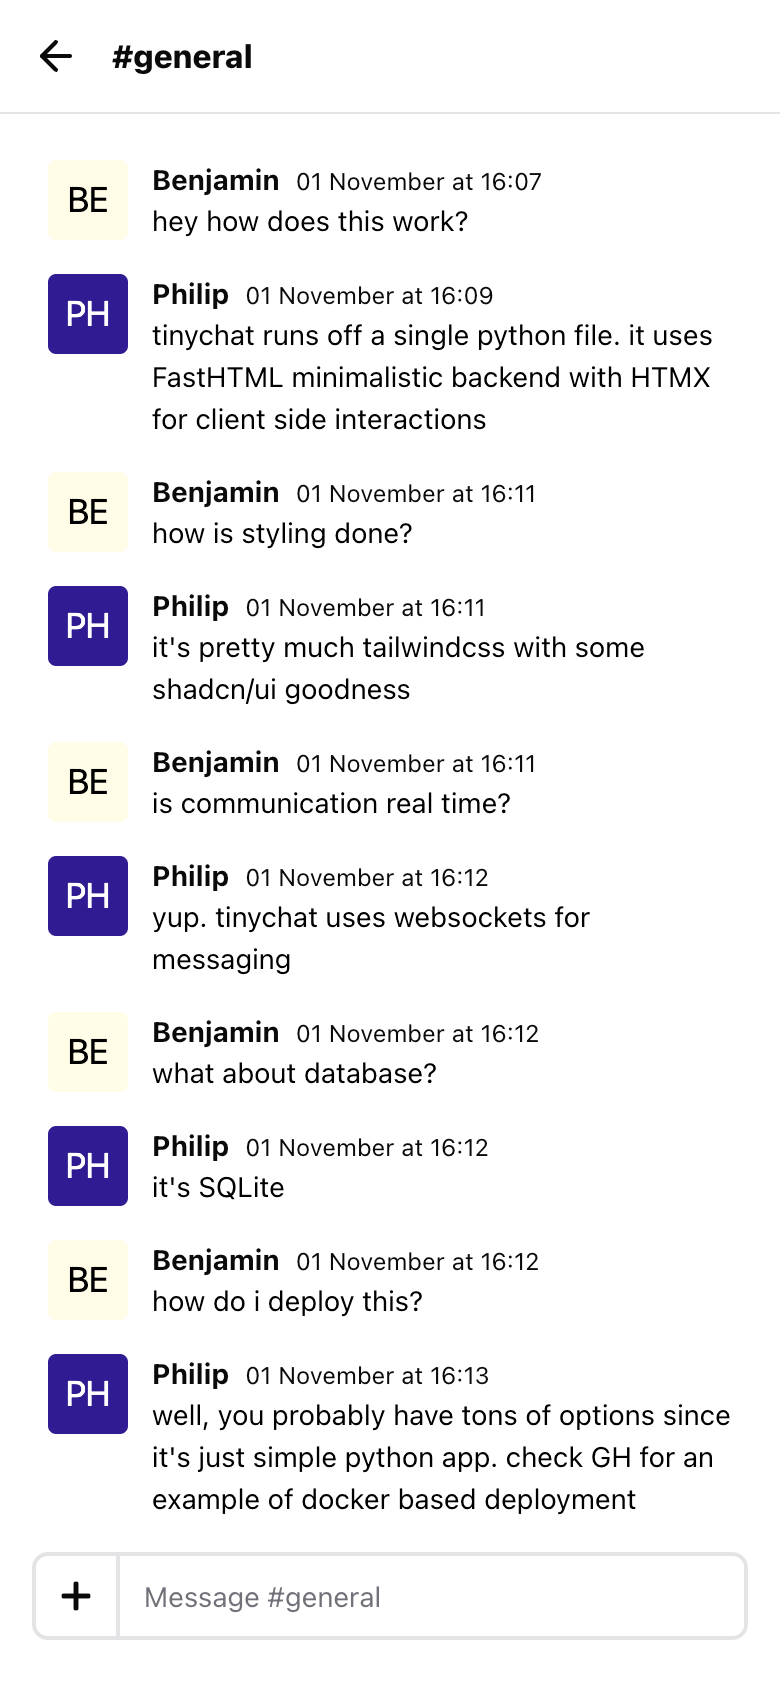 #general
BE
Benjamin 01 November at 16:07
hey how does this work?
PH
Philip 01 November at 16:09
tinychat runs off a single python file. it uses
FastHTML minimalistic backend with HTMX
for client side interactions
BE
Benjamin 01 November at 16:11
how is styling done?
PH
Philip 01 November at 16:11
it's pretty much tailwindcss with some
shadcn/ui goodness
BE
Benjamin 01 November at 16:11
is communication real time?
PH
Philip 01 November at 16:12
yup. tinychat uses websockets for
messaging
BE
Benjamin 01 November at 16:12
what about database?
PH
Philip 01 November at 16:12
it's SQLite
BE
Benjamin 01 November at 16:12
how do i deploy this?
PH
Philip 01 November at 16:13
well, you probably have tons of options since
it's just simple python app. check GH for an
example of docker based deployment
Message #general